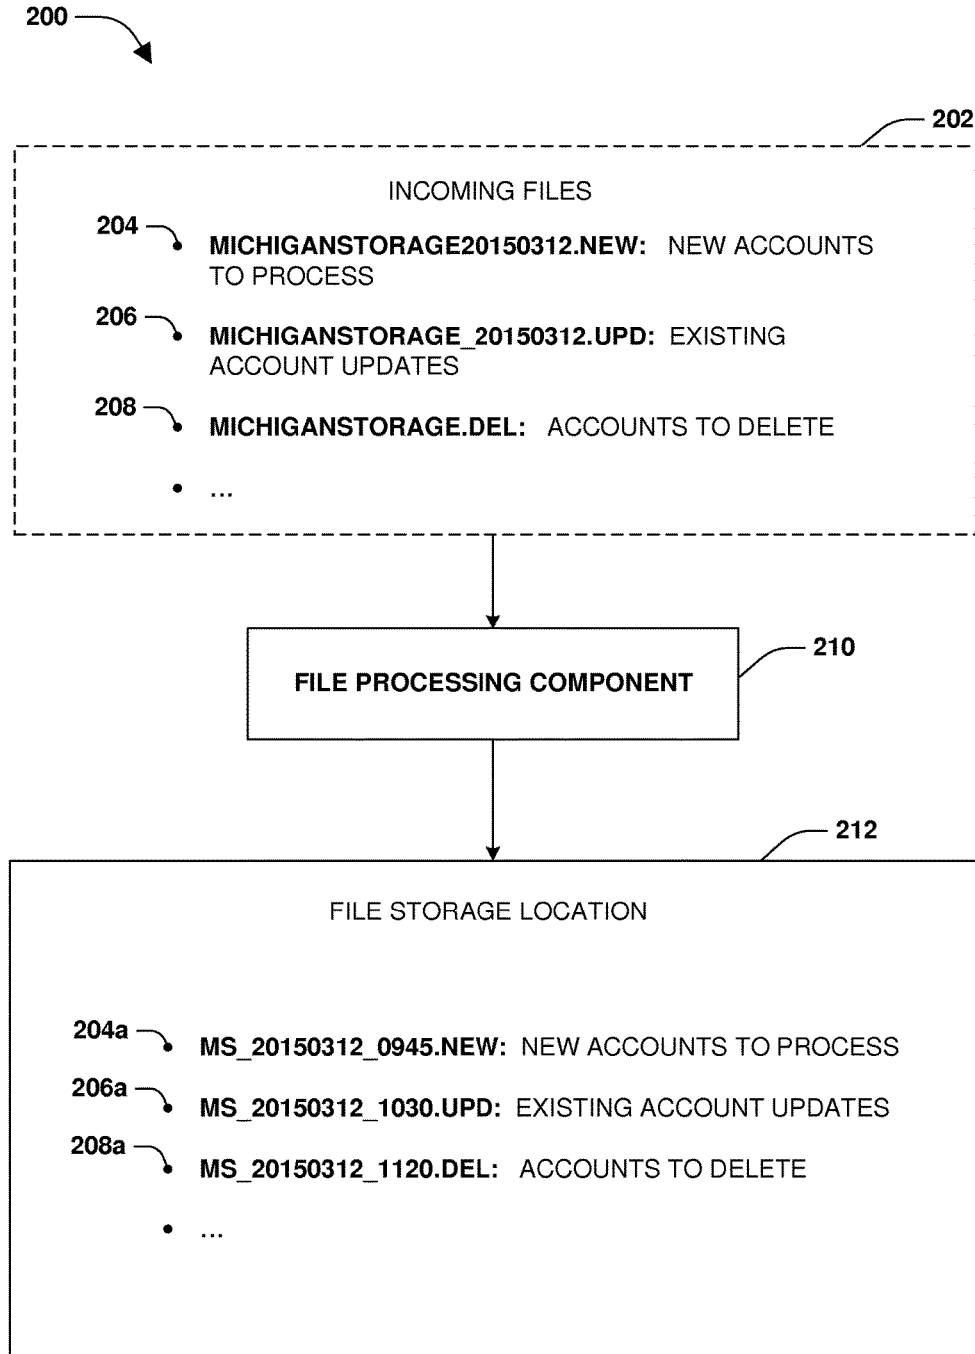 200
202
INCOMING FILES
204
• MICHIGANSTORAGE20150312.NEW: NEW ACCOUNTS
TO PROCESS
206
• MICHIGANSTORAGE_20150312.UPD: EXISTING
ACCOUNT UPDATES
208
• MICHIGANSTORAGE.DEL: ACCOUNTS TO DELETE
• ...
210
FILE PROCESSING COMPONENT
212
FILE STORAGE LOCATION
204a
• MS_20150312_0945.NEW: NEW ACCOUNTS TO PROCESS
206a
• MS_20150312_1030.UPD: EXISTING ACCOUNT UPDATES
208a
• MS_20150312_1120.DEL: ACCOUNTS TO DELETE
• ...